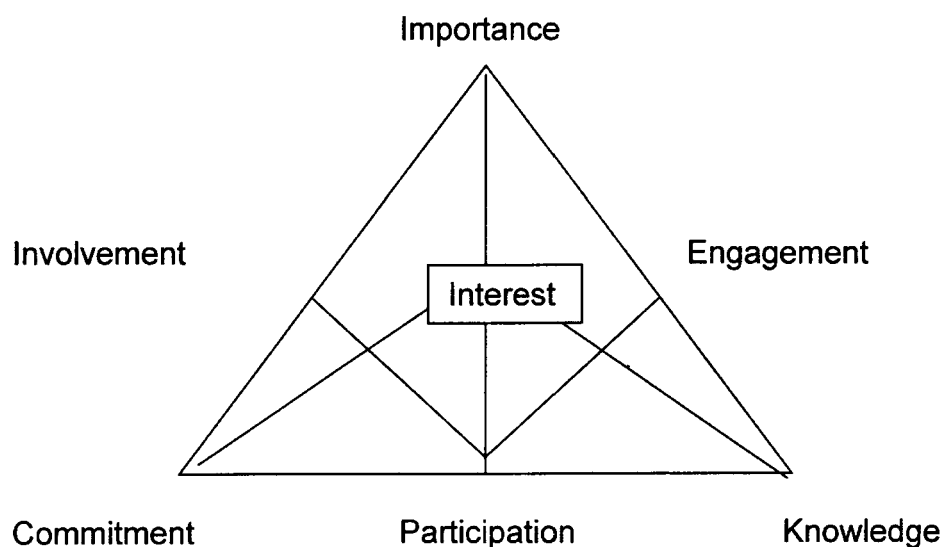 Importance
Involvement
Engagement
Interest
Commitment
Participation
Knowledge